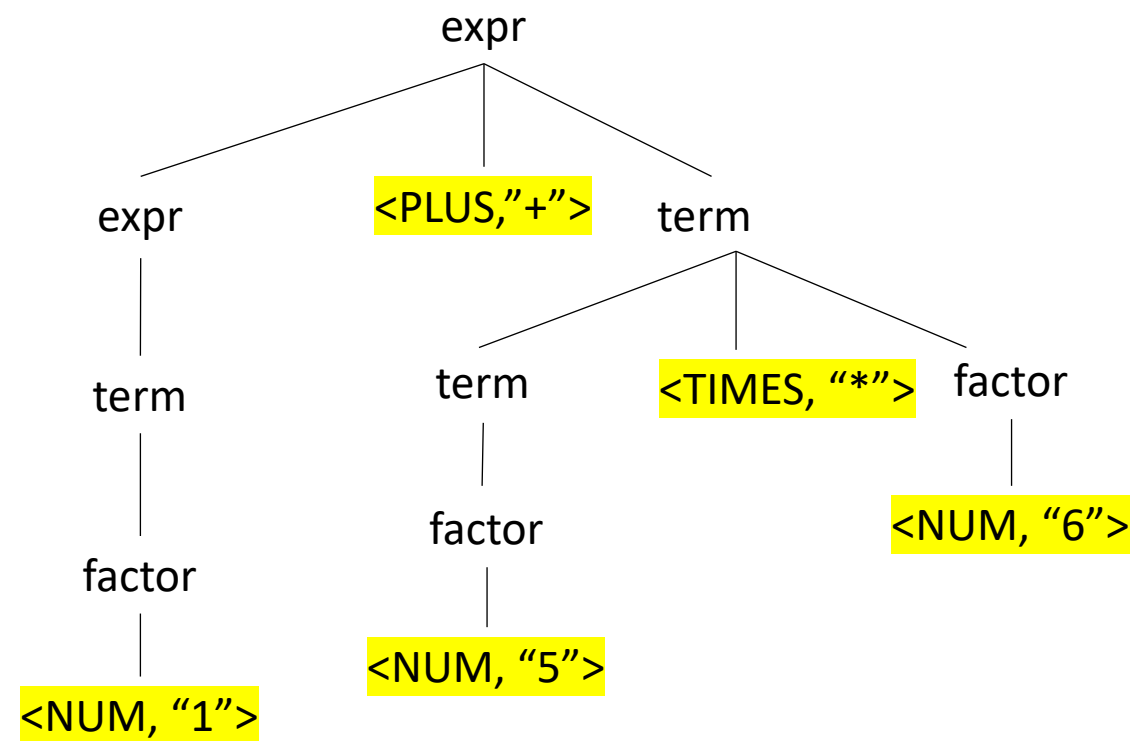 expr
expr
<PLUS,”+”>
term
term
term
<TIMES, “*”>
factor
factor
factor
<NUM, “6”>
<NUM, “5”>
<NUM, “1”>